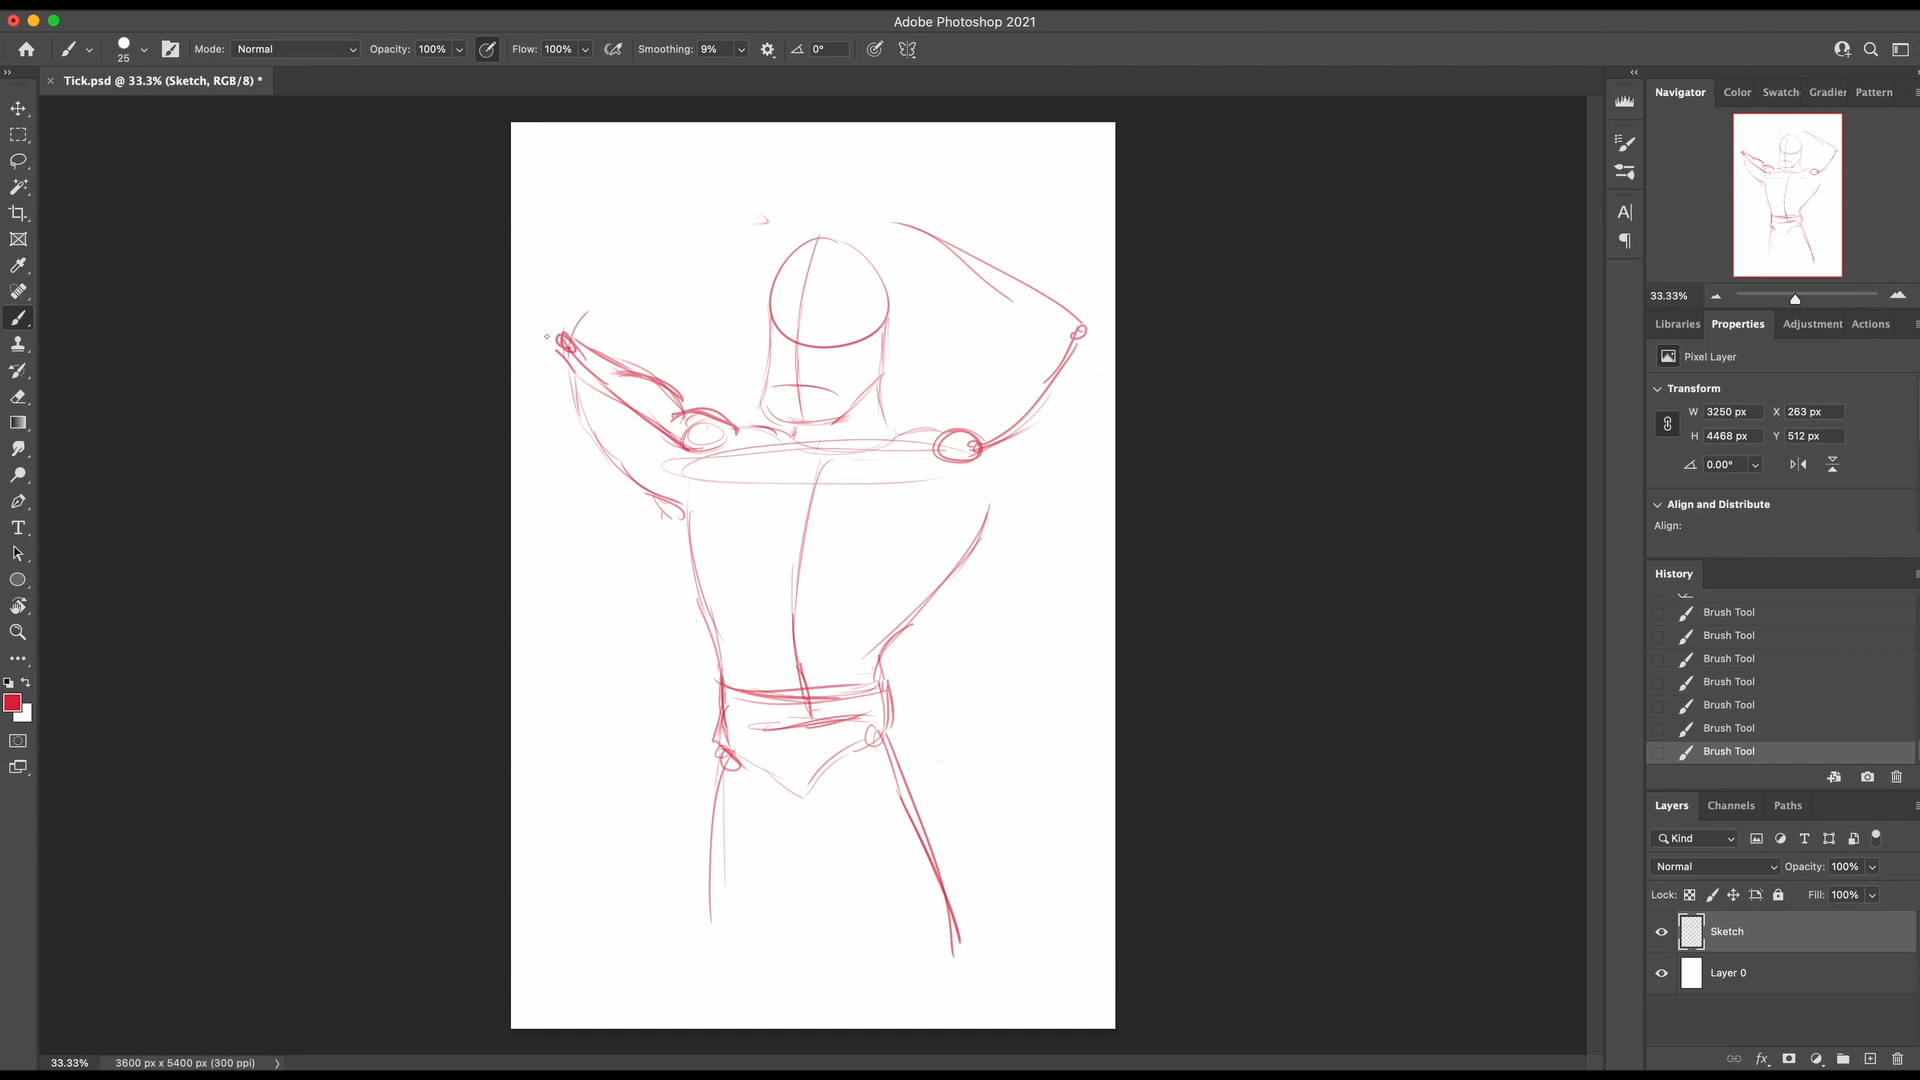 Adobe Photoshop 2021
25
Mode: Normal
Opacity: 100%
Flow: 100%
Smoothing: 9%
0°
Tick.psd @ 33.3% (Sketch, RGB/8) *
Navigator Color Swatch Gradier Pattern
33.33%
Libraries Properties Adjustment Actions
Pixel Layer
Transform
W 3250 px X 263 px
H 4468 px Y 512 px
0.00°
Align and Distribute
Align:
History
Brush Tool
Brush Tool
Brush Tool
Brush Tool
Brush Tool
Brush Tool
Brush Tool
Layers Channels Paths
Kind
Normal Opacity: 100%
Lock: Fill: 100%
Sketch
Layer 0
33.33% 3600 px x 5400 px (300 ppi)